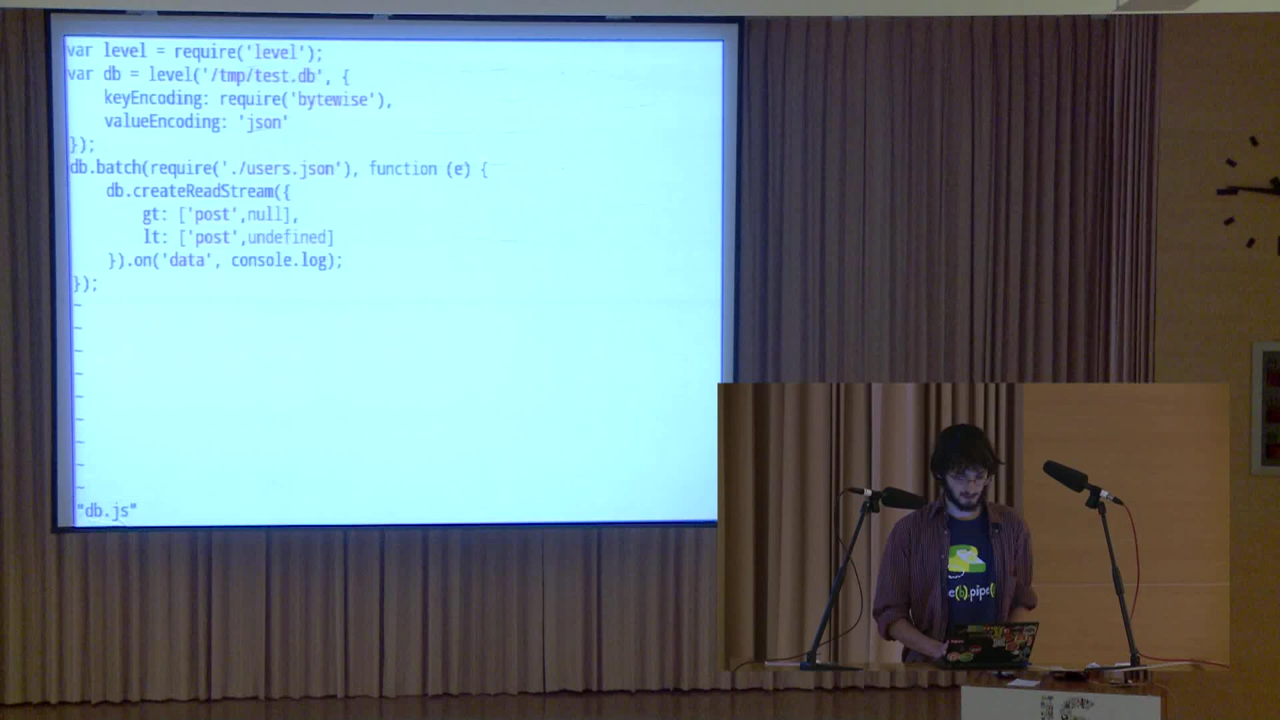 var level = require('level');
var db = level('/tmp/test.db', {
    keyEncoding: require('bytewise'),
    valueEncoding: 'json'
});
db.batch(require('./users.json'), function (e) {
    db.createReadStream({
        gt: ['post',null],
        lt: ['post',undefined]
    }).on('data', console.log);
});
~
~
~
~
~
~
~
~
~
"db.js"
e(b).pipe(